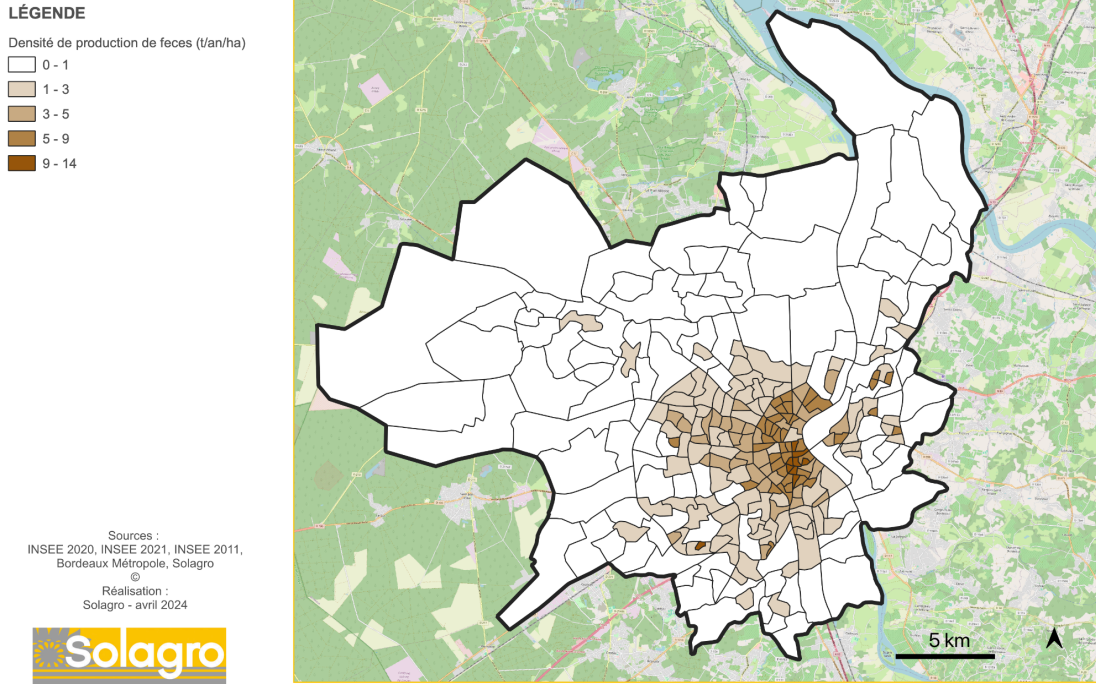 LÉGENDE
Densité de production de feces (t/an/ha)
0 - 1
1 - 3
3 - 5
5 - 9
9 - 14
Sources :
INSEE 2020, INSEE 2021, INSEE 2011,
Bordeaux Métropole, Solagro
©
Réalisation :
Solagro - avril 2024
Solagro
5 km